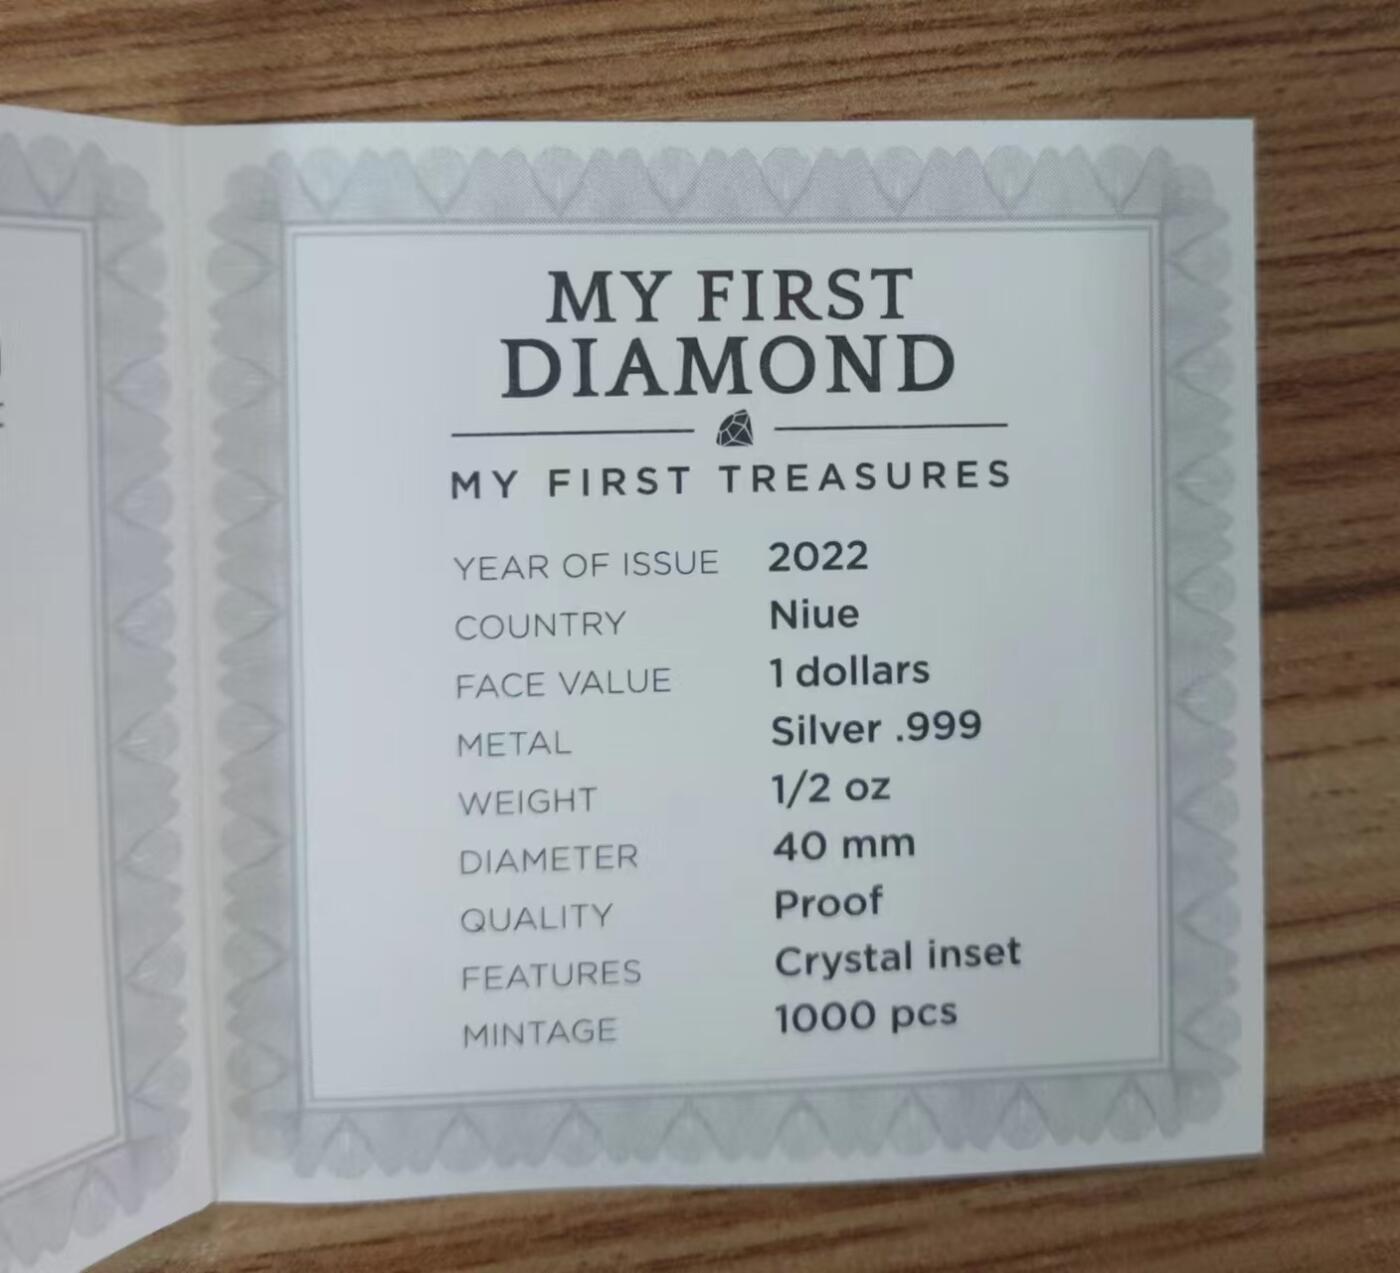 MY FIRST
DIAMOND
MY FIRST TREASURES
YEAR OF ISSUE 2022
COUNTRY Niue
FACE VALUE 1 dollars
METAL Silver .999
WEIGHT 1/2 oz
DIAMETER 40 mm
QUALITY Proof
FEATURES Crystal inset
MINTAGE 1000 pcs